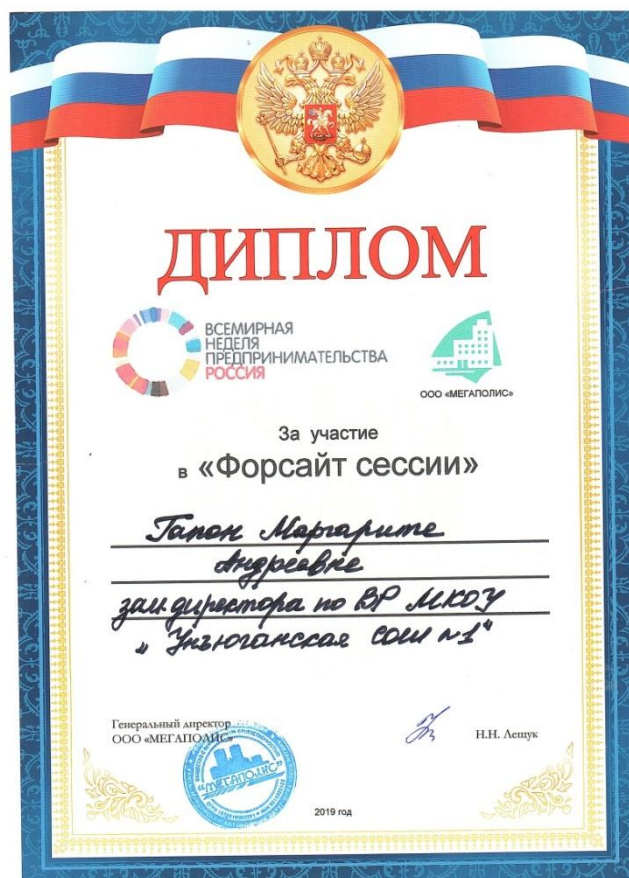 ДИПЛОМ
ВСЕМИРНАЯ
НЕДЕЛЯ
ПРЕДПРИНИМАТЕЛЬСТВА
РОССИЯ
ООО «МЕГАПОЛИС»
За участие
в «Форсайт сессии»
Гапон Маргарите
Андреевне
зам. директора по ВР МКОУ
"Унъюганская СОШ №1"
Генеральный директор
ООО «МЕГАПОЛИС»
Н.Н. Лещук
"МЕГАПОЛИС"
2019 год